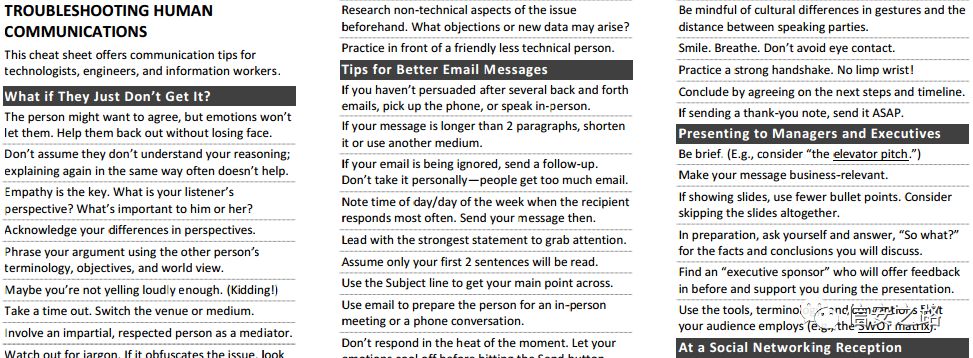 TROUBLESHOOTING HUMAN
COMMUNICATIONS
This cheat sheet offers communication tips for
technologists, engineers, and information workers.
What if They Just Don't Get It?
The person might want to agree, but emotions won't
let them. Help them back out without losing face.
Don't assume they don't understand your reasoning;
explaining again in the same way often doesn't help.
Empathy is the key. What is your listener's
perspective? What's important to him or her?
Acknowledge your differences in perspectives.
Phrase your argument using the other person's
terminology, objectives, and world view.
Maybe you're not yelling loudly enough. (Kidding!)
Take a time out. Switch the venue or medium.
Involve an impartial, respected person as a mediator.
Watch out for jargon. If it obfuscates the issue, look
Research non-technical aspects of the issue
beforehand. What objections or new data may arise?
Practice in front of a friendly less technical person.
Tips for Better Email Messages
If you haven't persuaded after several back and forth
emails, pick up the phone, or speak in-person.
If your message is longer than 2 paragraphs, shorten
it or use another medium.
If your email is being ignored, send a follow-up.
Don't take it personally—people get too much email.
Note time of day/day of the week when the recipient
responds most often. Send your message then.
Lead with the strongest statement to grab attention.
Assume only your first 2 sentences will be read.
Use the Subject line to get your main point across.
Use email to prepare the person for an in-person
meeting or a phone conversation.
Don't respond in the heat of the moment. Let your
emotions cool off before hitting the Send button.
Be mindful of cultural differences in gestures and the
distance between speaking parties.
Smile. Breathe. Don't avoid eye contact.
Practice a strong handshake. No limp wrist!
Conclude by agreeing on the next steps and timeline.
If sending a thank-you note, send it ASAP.
Presenting to Managers and Executives
Be brief. (E.g., consider "the elevator pitch.")
Make your message business-relevant.
If showing slides, use fewer bullet points. Consider
skipping the slides altogether.
In preparation, ask yourself and answer, "So what?"
for the facts and conclusions you will discuss.
Find an "executive sponsor" who will offer feedback
in before and support you during the presentation.
Use the tools, terminology, and conventions that
your audience employs (e.g., the SWOT matrix).
At a Social Networking Reception